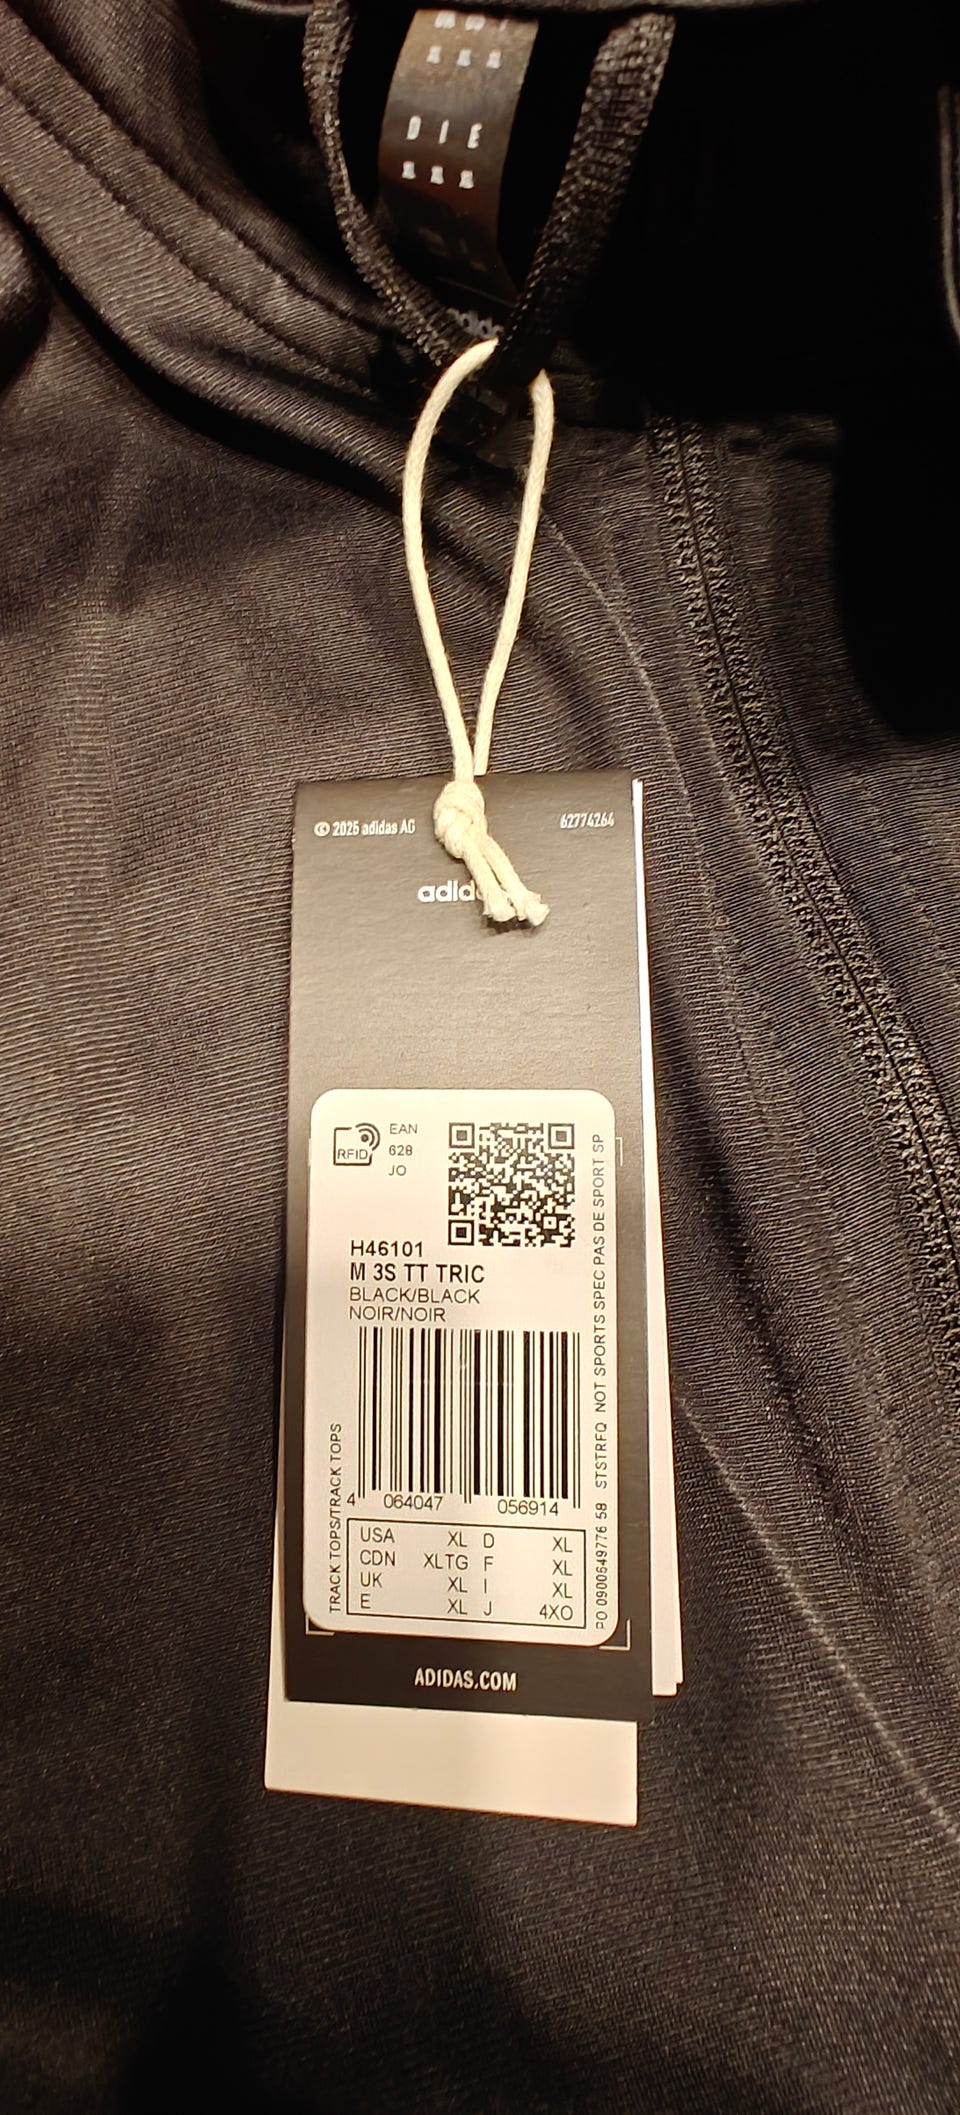 D I E
© 2025 adidas AG
62774264
RFID
EAN
628
JO
H46101
M 3S TT TRIC
BLACK/BLACK
NOIR/NOIR
4 064047 056914
TRACK TOPS/TRACK TOPS
PO 0900649776 58 STSTRFQ NOT SPORTS SPEC PAS DE SPORT SP
USA XL D XL
CDN XLTG F XL
UK XL I XL
E XL J 4XO
ADIDAS.COM